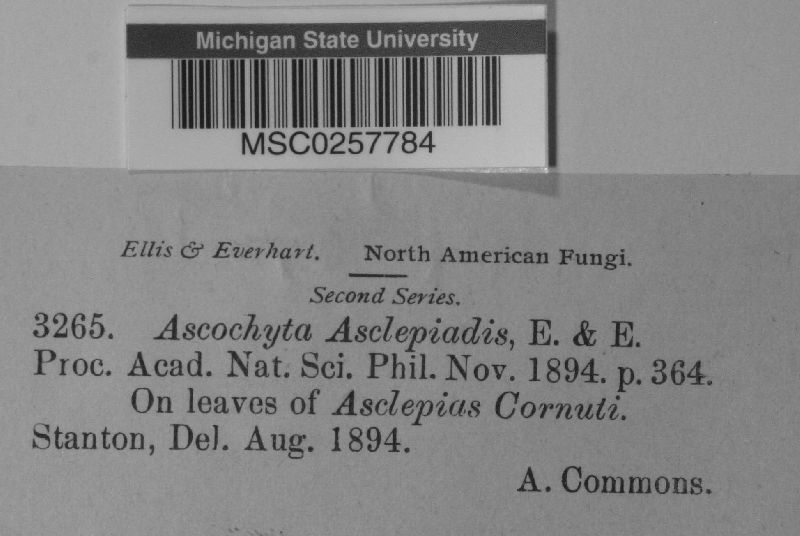 Michigan State University
MSC0257784
Ellis & Everhart. North American Fungi.
Second Series.
3265. Ascochyta Asclepiadis, E. & E.
Proc. Acad. Nat. Sci. Phil. Nov. 1894. p. 364.
On leaves of Asclepias Cornuti.
Stanton, Del. Aug. 1894.
A. Commons.